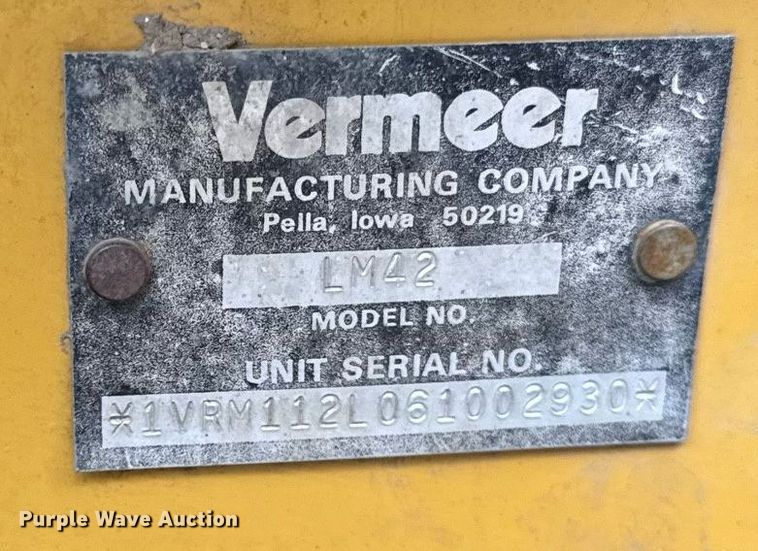 Vermeer
MANUFACTURING COMPANY
Pella, Iowa 50219
LM42
MODEL NO.
UNIT SERIAL NO.
*1VRM112L061002930*
Purple Wave Auction